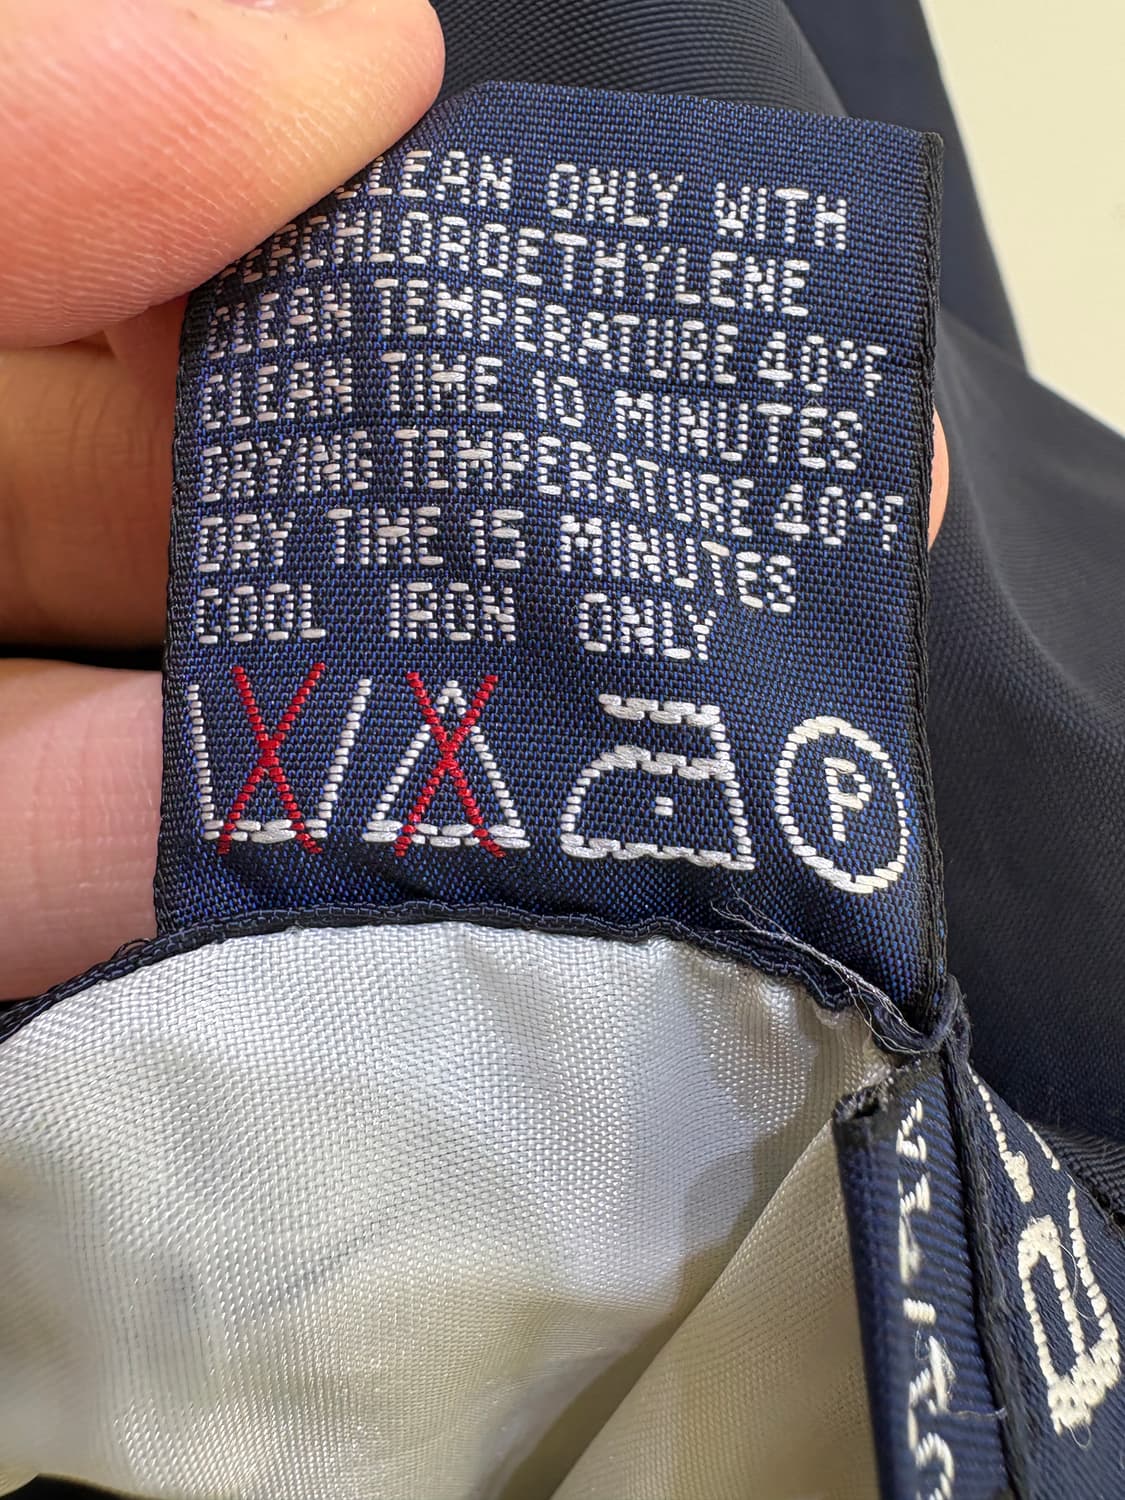 CLEAN ONLY WITH
PERCHLOROETHYLENE
CLEAN TEMPERATURE 40°F
CLEAN TIME 10 MINUTES
DRYING TEMPERATURE 40°F
DRY TIME 15 MINUTES
COOL IRON ONLY
P